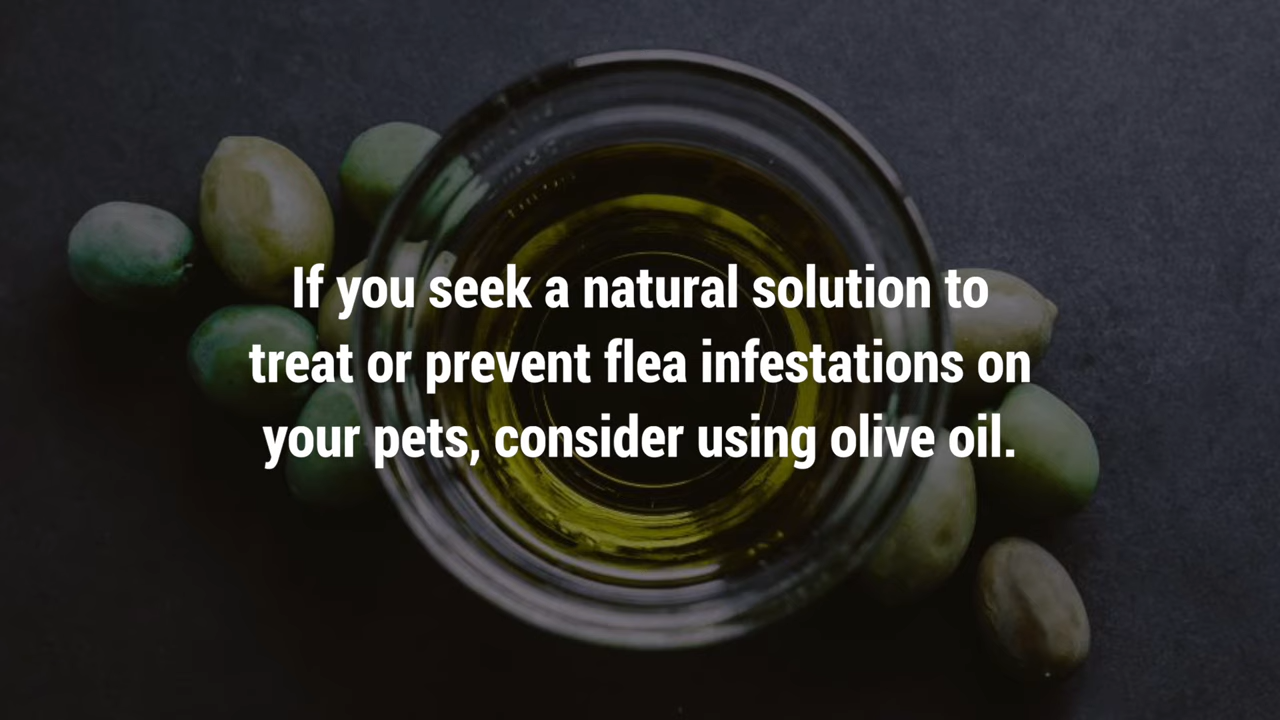 If you seek a natural solution to
treat or prevent flea infestations on
your pets, consider using olive oil.